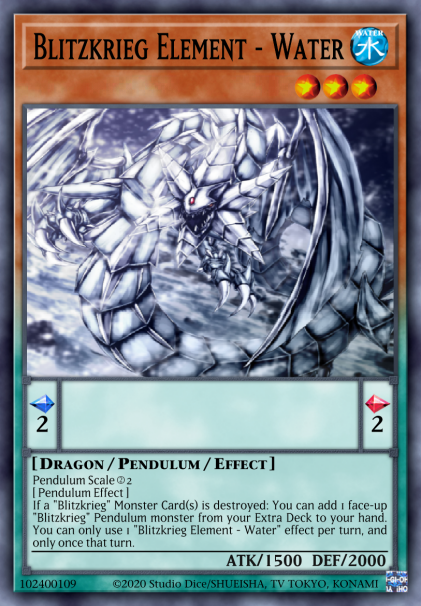 Blitzkrieg Element - Water
WATER
水
2
2
[ Dragon / Pendulum / Effect ]
Pendulum Scale 2
[ Pendulum Effect ]
If a "Blitzkrieg" Monster Card(s) is destroyed: You can add 1 face-up
"Blitzkrieg" Pendulum monster from your Extra Deck to your hand.
You can only use 1 "Blitzkrieg Element - Water" effect per turn, and
only once that turn.
ATK/1500 DEF/2000
102400109 ©2020 Studio Dice/SHUEISHA, TV TOKYO, KONAMI